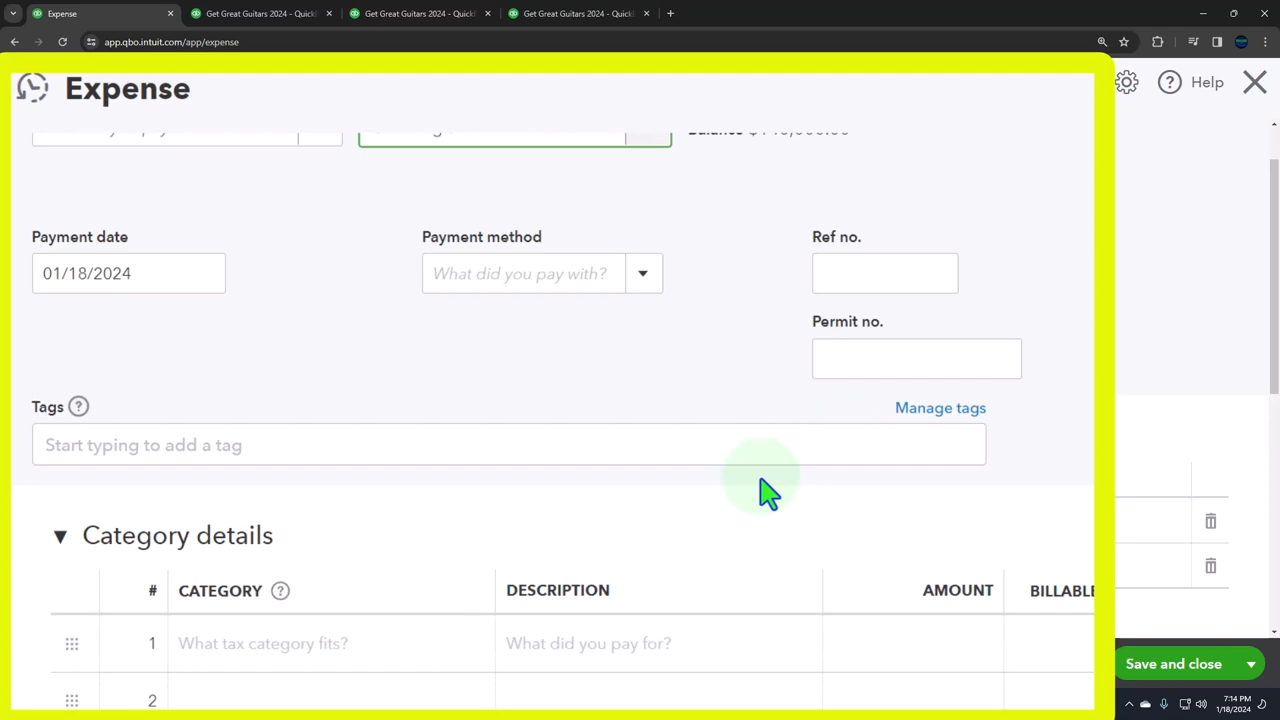 Expense
Get Great Guitars 2024 - Quick
Get Great Guitars 2024 - Quick
Get Great Guitars 2024 - Quick
app.qbo.intuit.com/app/expense
Expense
Help
Balance
Payment date
Payment method
Ref no.
01/18/2024
What did you pay with?
Permit no.
Tags
Manage tags
Start typing to add a tag
Category details
# CATEGORY DESCRIPTION AMOUNT BILLABLE
1 What tax category fits? What did you pay for?
2
Save and close
7:14 PM
1/18/2024